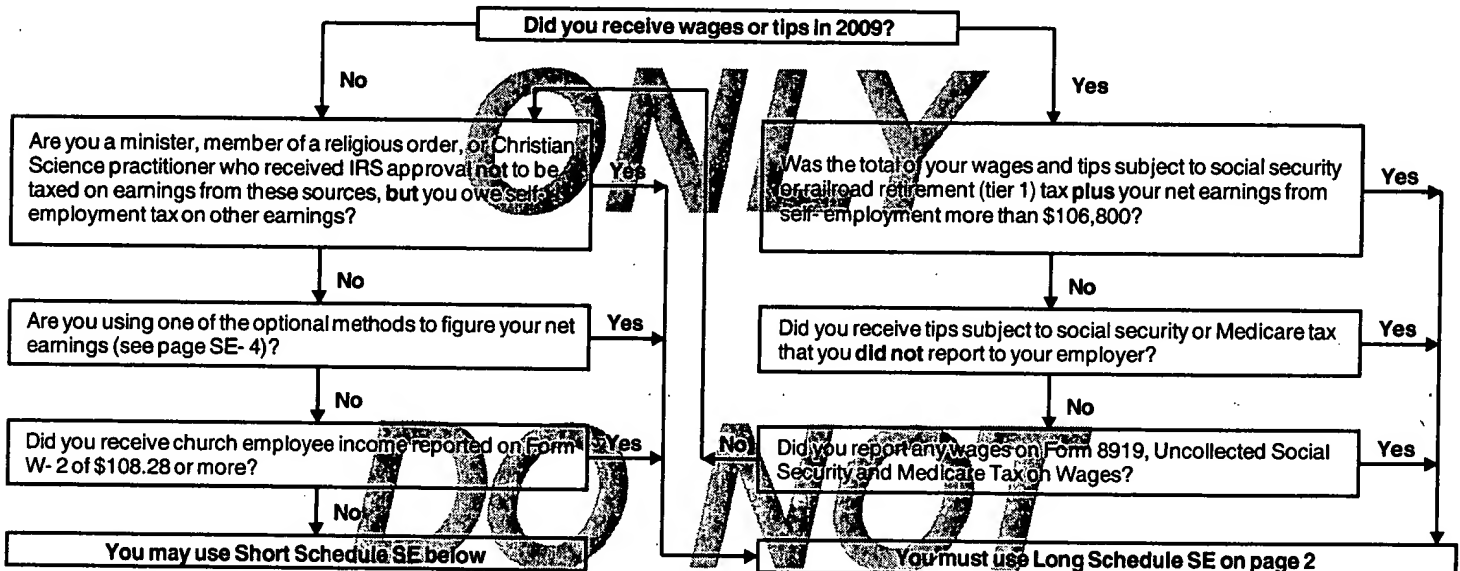 Did you receive wages or tips in 2009?
No
Yes
Are you a minister, member of a religious order, or Christian
Science practitioner who received IRS approval not to be
taxed on earnings from these sources, but you owe self-
employment tax on other earnings?
Yes
Was the total of your wages and tips subject to social security
or railroad retirement (tier 1) tax plus your net earnings from
self- employment more than $106,800?
Yes
No
No
Are you using one of the optional methods to figure your net
earnings (see page SE- 4)?
Yes
Did you receive tips subject to social security or Medicare tax
that you did not report to your employer?
Yes
No
No
Did you receive church employee income reported on Form
W- 2 of $108.28 or more?
Yes
No
Did you report any wages on Form 8919, Uncollected Social
Security and Medicare Tax on Wages?
Yes
No
You may use Short Schedule SE below
You must use Long Schedule SE on page 2
ONLY
DO NOT